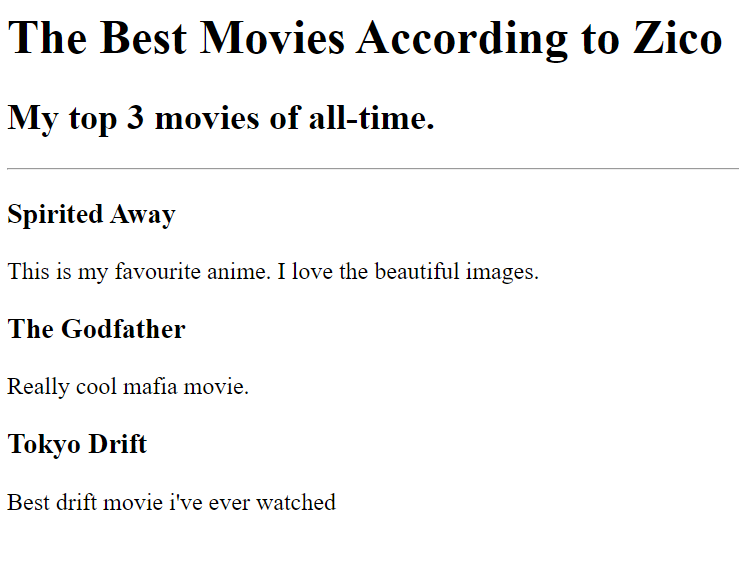 The Best Movies According to Zico
My top 3 movies of all-time.
Spirited Away
This is my favourite anime. I love the beautiful images.
The Godfather
Really cool mafia movie.
Tokyo Drift
Best drift movie i've ever watched